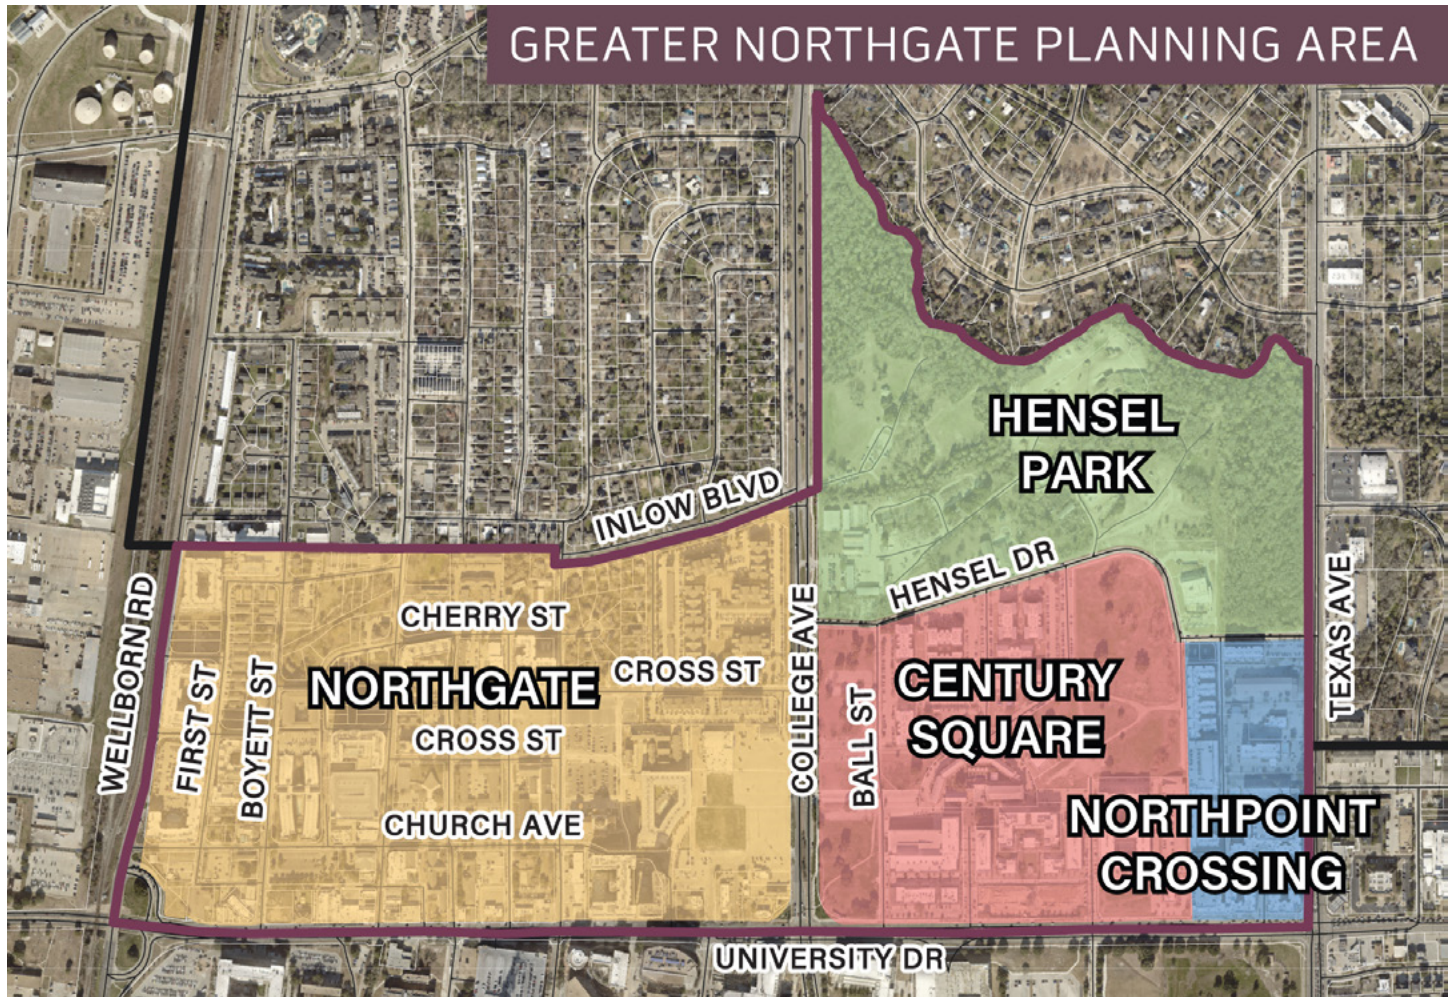 GREATER NORTHGATE PLANNING AREA
HENSEL
PARK
INLOW BLVD
HENSEL DR
WELLBORN RD
FIRST ST
BOYETT ST
CHERRY ST
NORTHGATE
CROSS ST
CROSS ST
CHURCH AVE
COLLEGE AVE
BALL ST
CENTURY
SQUARE
TEXAS AVE
NORTHPOINT
CROSSING
UNIVERSITY DR